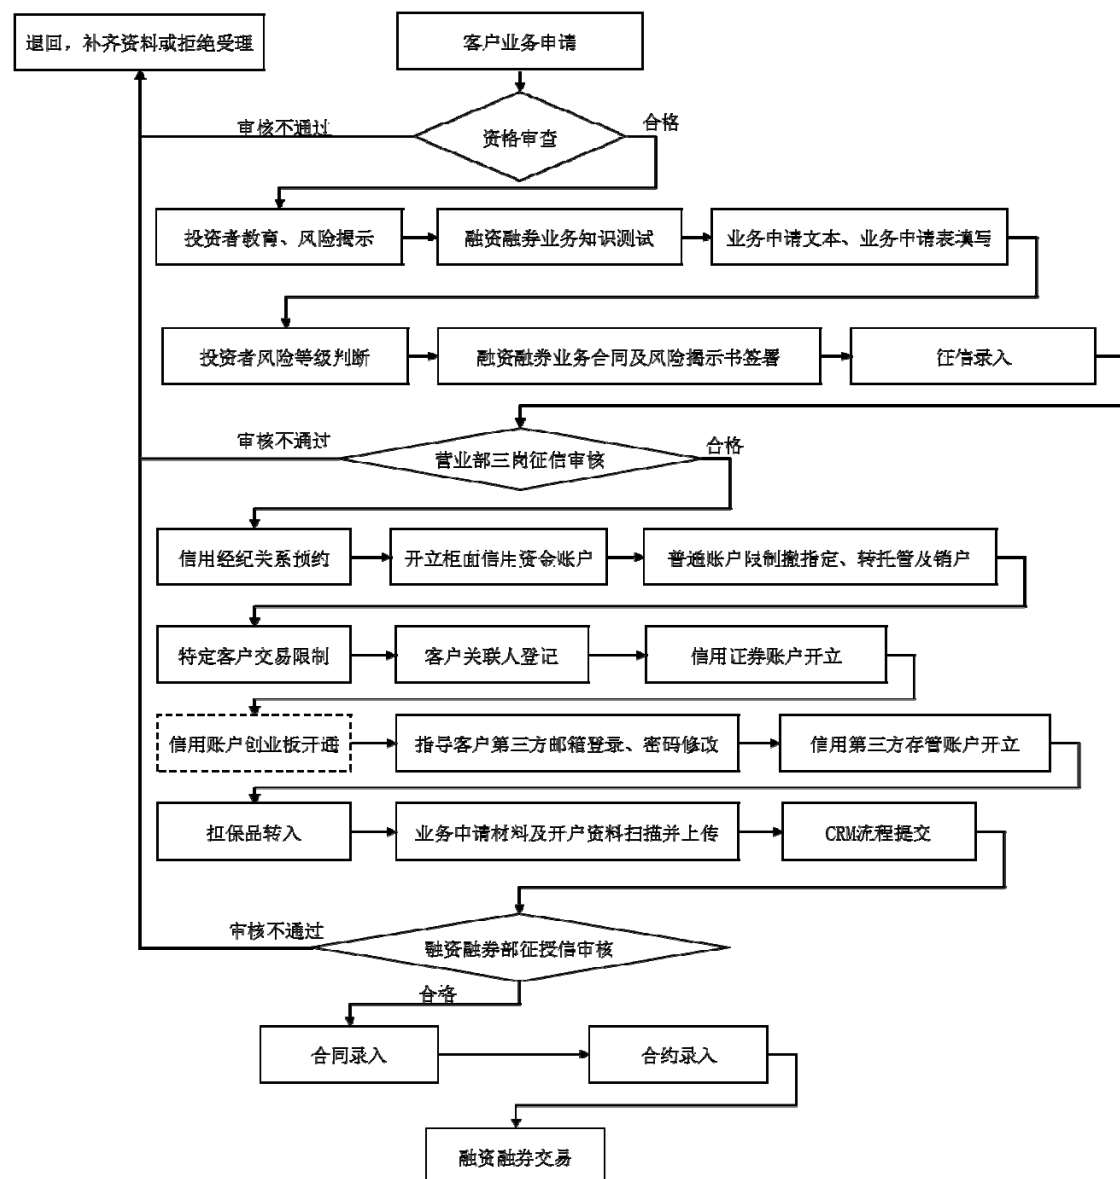 退回，补齐资料或拒绝受理
客户业务申请
审核不通过
资格审查
合格
投资者教育、风险揭示
融资融券业务知识测试
业务申请文本、业务申请表填写
投资者风险等级判断
融资融券业务合同及风险揭示书签署
征信录入
审核不通过
营业部三岗征信审核
合格
信用经纪关系预约
开立柜面信用资金账户
普通账户限制撤指定、转托管及销户
特定客户交易限制
客户关联人登记
信用证券账户开立
信用账户创业板开通
指导客户第三方邮箱登录、密码修改
信用第三方存管账户开立
担保品转入
业务申请材料及开户资料扫描并上传
CRM流程提交
审核不通过
融资融券部征授信审核
合格
合同录入
合约录入
融资融券交易